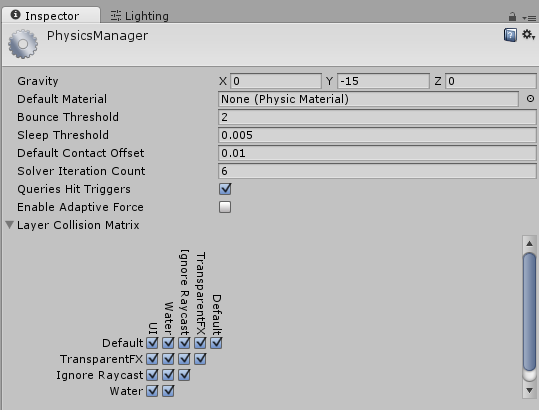 Inspector Lighting
PhysicsManager
Gravity X 0 Y -15 Z 0
Default Material None (Physic Material)
Bounce Threshold 2
Sleep Threshold 0.005
Default Contact Offset 0.01
Solver Iteration Count 6
Queries Hit Triggers
Enable Adaptive Force
Layer Collision Matrix
UI
Water
Ignore Raycast
TransparentFX
Default
Default
TransparentFX
Ignore Raycast
Water